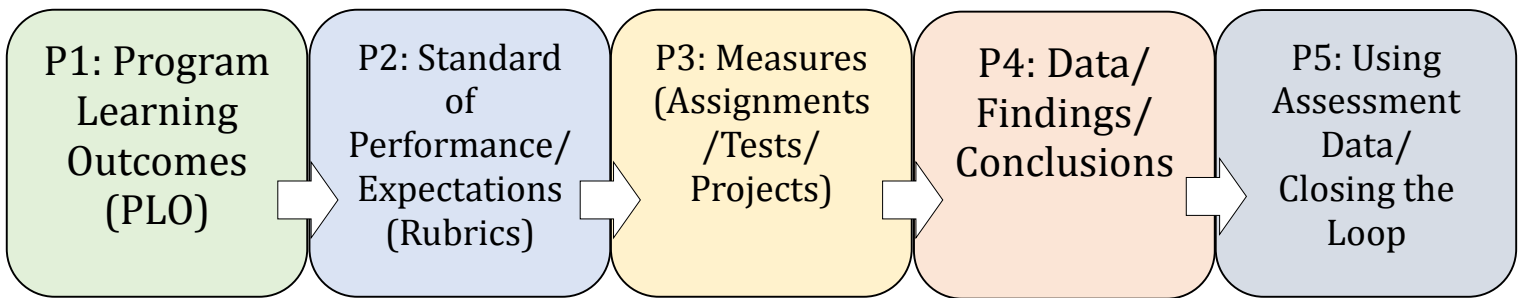 P1: Program
Learning
Outcomes
(PLO)
P2: Standard
of
Performance/
Expectations
(Rubrics)
P3: Measures
(Assignments
/Tests/
Projects)
P4: Data/
Findings/
Conclusions
P5: Using
Assessment
Data/
Closing the
Loop